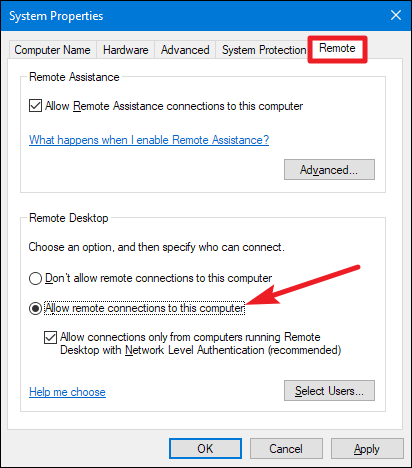 System Properties
Computer Name Hardware Advanced System Protection Remote
Remote Assistance
Allow Remote Assistance connections to this computer
What happens when I enable Remote Assistance?
Advanced...
Remote Desktop
Choose an option, and then specify who can connect.
Don't allow remote connections to this computer
Allow remote connections to this computer
Allow connections only from computers running Remote
Desktop with Network Level Authentication (recommended)
Help me choose
Select Users...
OK Cancel Apply